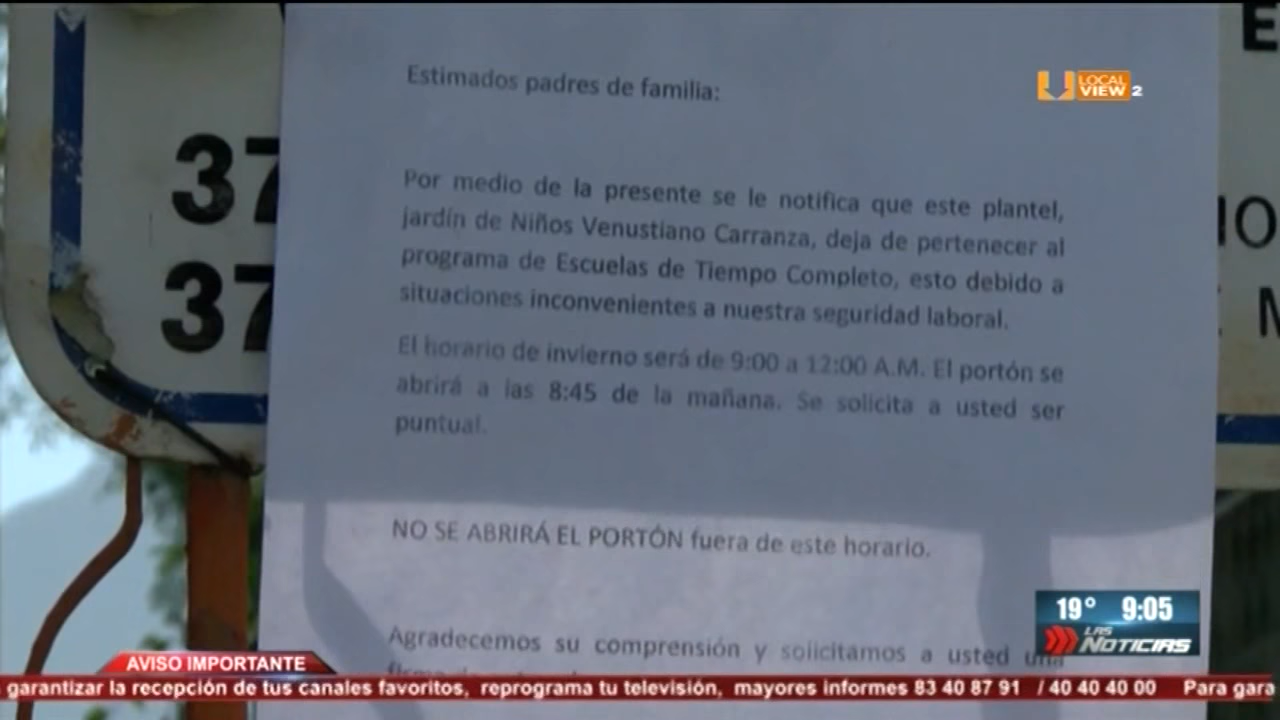 Estimados padres de familia:
LOCAL
VIEW 2
37
37
Por medio de la presente se le notifica que este plantel,
jardín de Niños Venustiano Carranza, deja de pertenecer al
programa de Escuelas de Tiempo Completo, esto debido a
situaciones inconvenientes a nuestra seguridad laboral.
El horario de invierno será de 9:00 a 12:00 A.M. El portón se
abrirá a las 8:45 de la mañana. Se solicita a usted ser
puntual.
NO SE ABRIRÁ EL PORTÓN fuera de este horario.
Agradecemos su comprensión y solicitamos a usted una
19° 9:05
LAS
NOTICIAS
AVISO IMPORTANTE
garantizar la recepción de tus canales favoritos, reprograma tu televisión, mayores informes 83 40 87 91 / 40 40 40 00 Para gara